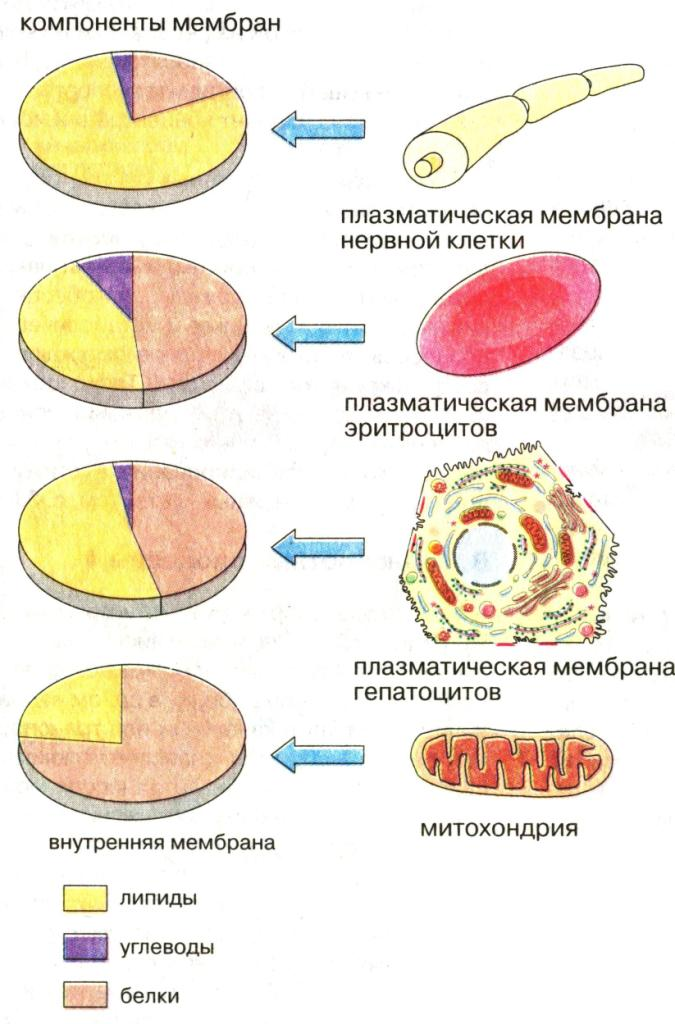 компоненты мембран
плазматическая мембрана
нервной клетки
плазматическая мембрана
эритроцитов
плазматическая мембрана
гепатоцитов
митохондрия
внутренняя мембрана
липиды
углеводы
белки